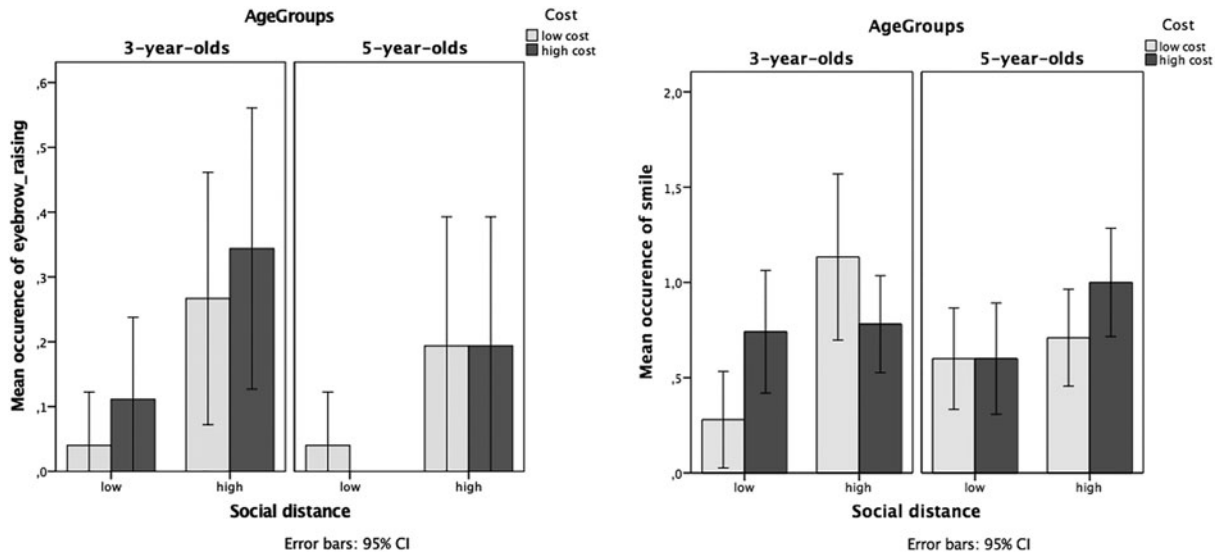 AgeGroups
Cost
low cost
high cost
3-year-olds
5-year-olds
Mean occurence of eyebrow_raising
,6
,5
,4
,3
,2
,1
,0
low
high
low
high
Social distance
Error bars: 95% CI
AgeGroups
Cost
low cost
high cost
3-year-olds
5-year-olds
Mean occurence of smile
2,0
1,5
1,0
,5
,0
low
high
low
high
Social distance
Error bars: 95% CI